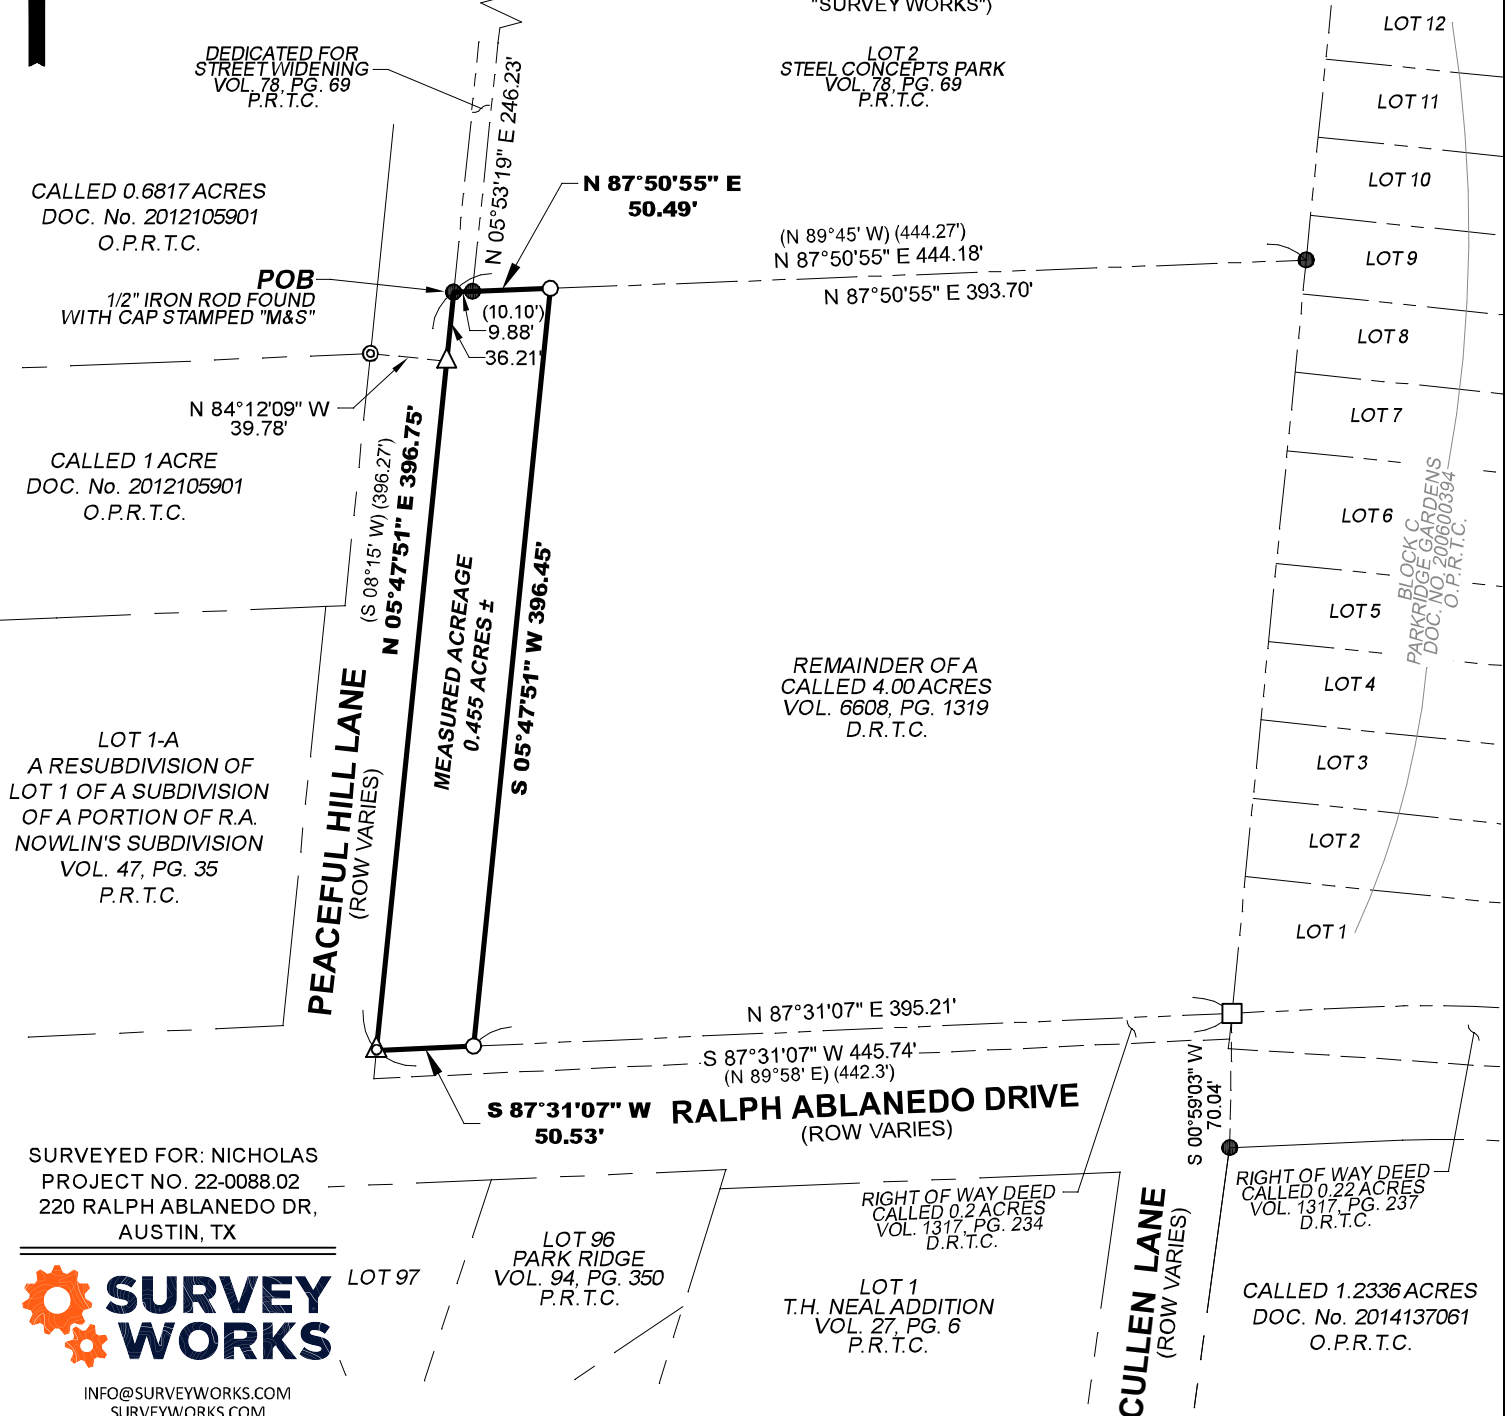 "SURVEY WORKS")
DEDICATED FOR
STREET WIDENING
VOL. 78, PG. 69
P.R.T.C.
N 05°53'19" E 246.23'
LOT 2
STEEL CONCEPTS PARK
VOL. 78, PG. 69
P.R.T.C.
LOT 12
LOT 11
LOT 10
LOT 9
LOT 8
LOT 7
LOT 6
LOT 5
LOT 4
LOT 3
LOT 2
LOT 1
BLOCK C
PARKRIDGE GARDENS
DOC. NO. 200600394
O.P.R.T.C.
CALLED 0.6817 ACRES
DOC. No. 2012105901
O.P.R.T.C.
N 87°50'55" E
50.49'
(N 89°45' W) (444.27')
N 87°50'55" E 444.18'
N 87°50'55" E 393.70'
POB
1/2" IRON ROD FOUND
WITH CAP STAMPED "M&S"
(10.10')
9.88'
36.21'
N 84°12'09" W
39.78'
CALLED 1 ACRE
DOC. No. 2012105901
O.P.R.T.C.
(S 08°15' W) (396.27')
N 05°47'51" E 396.75'
MEASURED ACREAGE
0.455 ACRES ±
S 05°47'51" W 396.45'
REMAINDER OF A
CALLED 4.00 ACRES
VOL. 6608, PG. 1319
D.R.T.C.
LOT 1-A
A RESUBDIVISION OF
LOT 1 OF A SUBDIVISION
OF A PORTION OF R.A.
NOWLIN'S SUBDIVISION
VOL. 47, PG. 35
P.R.T.C.
PEACEFUL HILL LANE
(ROW VARIES)
N 87°31'07" E 395.21'
S 87°31'07" W 445.74'
(N 89°58' E) (442.3')
S 87°31'07" W
50.53'
RALPH ABLANEDO DRIVE
(ROW VARIES)
S 00°59'03" W
70.04'
SURVEYED FOR: NICHOLAS
PROJECT NO. 22-0088.02
220 RALPH ABLANEDO DR,
AUSTIN, TX
SURVEY
WORKS
INFO@SURVEYWORKS.COM
SURVEYWORKS.COM
LOT 97
LOT 96
PARK RIDGE
VOL. 94, PG. 350
P.R.T.C.
RIGHT OF WAY DEED
CALLED 0.2 ACRES
VOL. 1317, PG. 234
D.R.T.C.
LOT 1
T.H. NEAL ADDITION
VOL. 27, PG. 6
P.R.T.C.
CULLEN LANE
(ROW VARIES)
RIGHT OF WAY DEED
CALLED 0.22 ACRES
VOL. 1317, PG. 237
D.R.T.C.
CALLED 1.2336 ACRES
DOC. No. 2014137061
O.P.R.T.C.